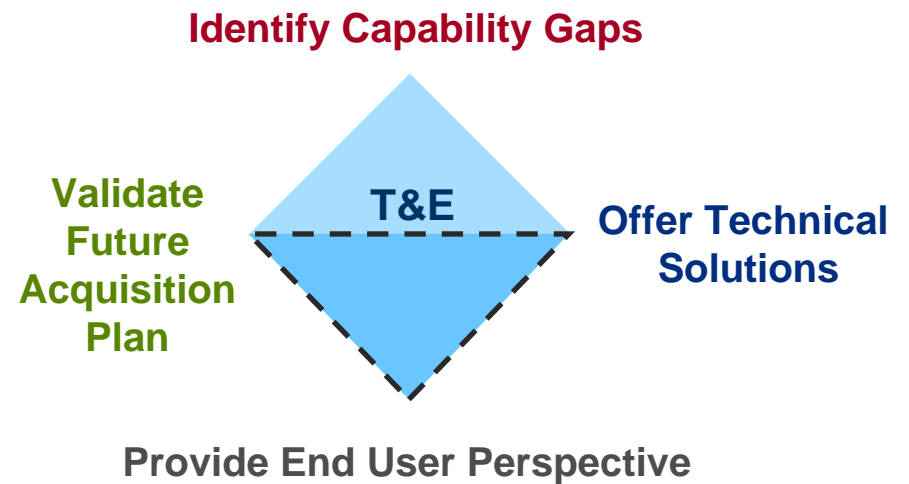 Identify Capability Gaps
Validate
Future
Acquisition
Plan
T&E
Offer Technical
Solutions
Provide End User Perspective